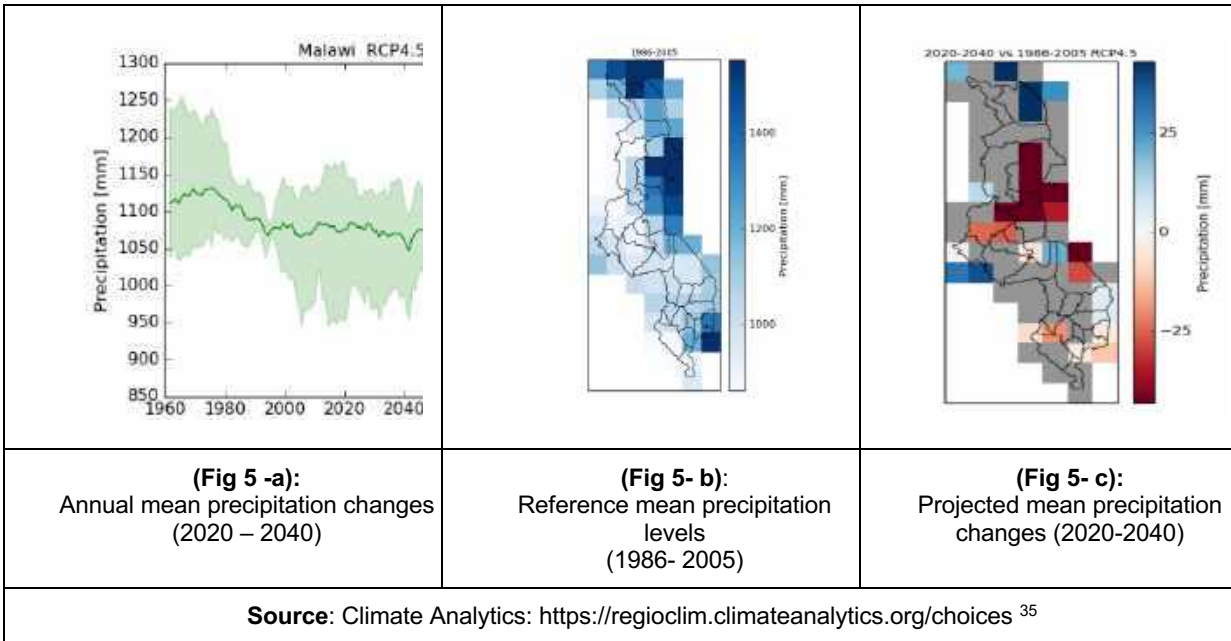 Malawi RCP4.5
1300
1250
1200
1150
1100
1050
1000
950
900
850
Precipitation [mm]
1960 1980 2000 2020 2040
1986-2005
1400
1200
1000
Precipitation [mm]
2020-2040 vs 1986-2005 RCP4.5
25
0
−25
Precipitation [mm]
(Fig 5 -a):
Annual mean precipitation changes
(2020 – 2040)
(Fig 5- b):
Reference mean precipitation
levels
(1986- 2005)
(Fig 5- c):
Projected mean precipitation
changes (2020-2040)
Source: Climate Analytics: https://regioclim.climateanalytics.org/choices 35